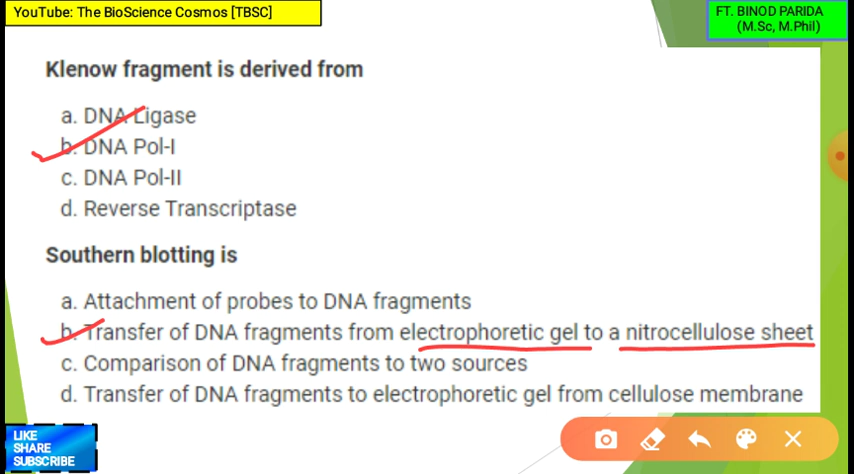 YouTube: The BioScience Cosmos [TBSC]
FT. BINOD PARIDA
(M.Sc, M.Phil)
Klenow fragment is derived from
a. DNA Ligase
b. DNA Pol-I
c. DNA Pol-II
d. Reverse Transcriptase
Southern blotting is
a. Attachment of probes to DNA fragments
b. Transfer of DNA fragments from electrophoretic gel to a nitrocellulose sheet
c. Comparison of DNA fragments to two sources
d. Transfer of DNA fragments to electrophoretic gel from cellulose membrane
LIKE
SHARE
SUBSCRIBE